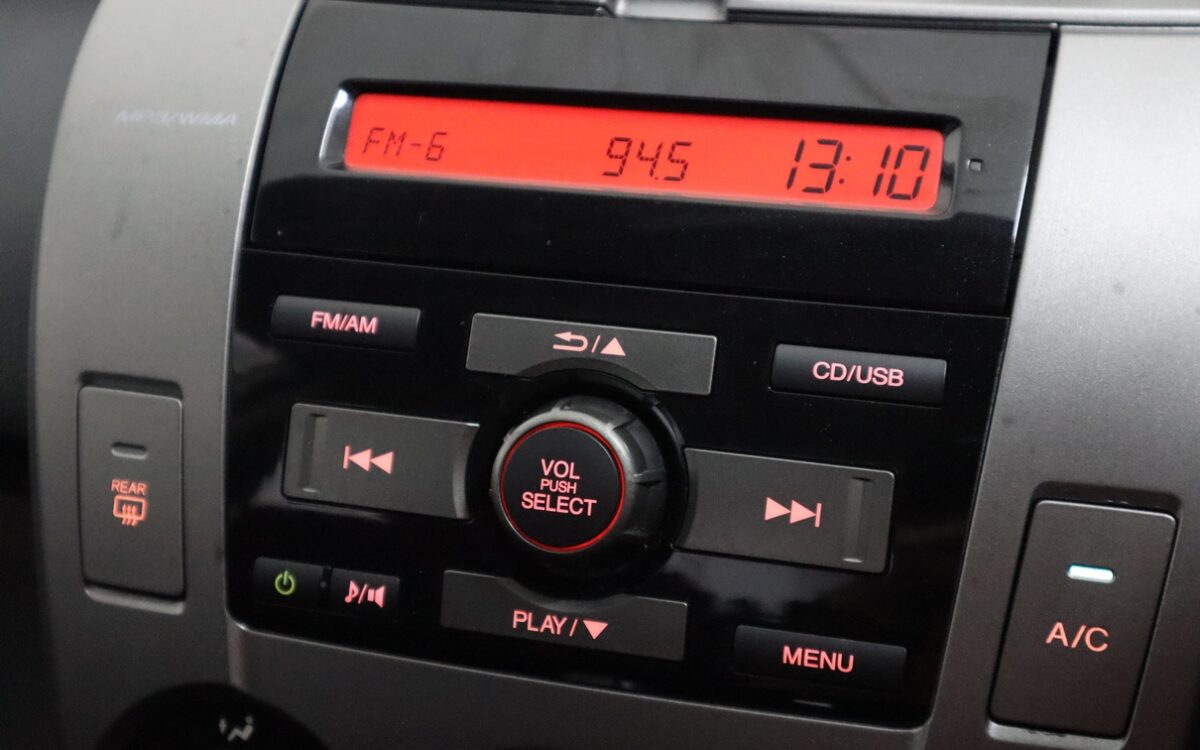 MP3/WMA
FM-6 94.5 13:10
FM/AM
CD/USB
VOL
PUSH
SELECT
REAR
PLAY/
MENU
A/C